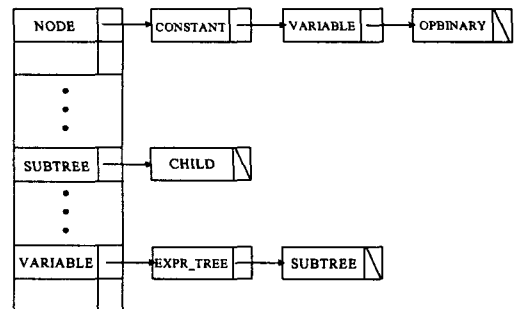 NODE CONSTANT VARIABLE OPBINARY
SUBTREE CHILD
VARIABLE EXPR_TREE SUBTREE